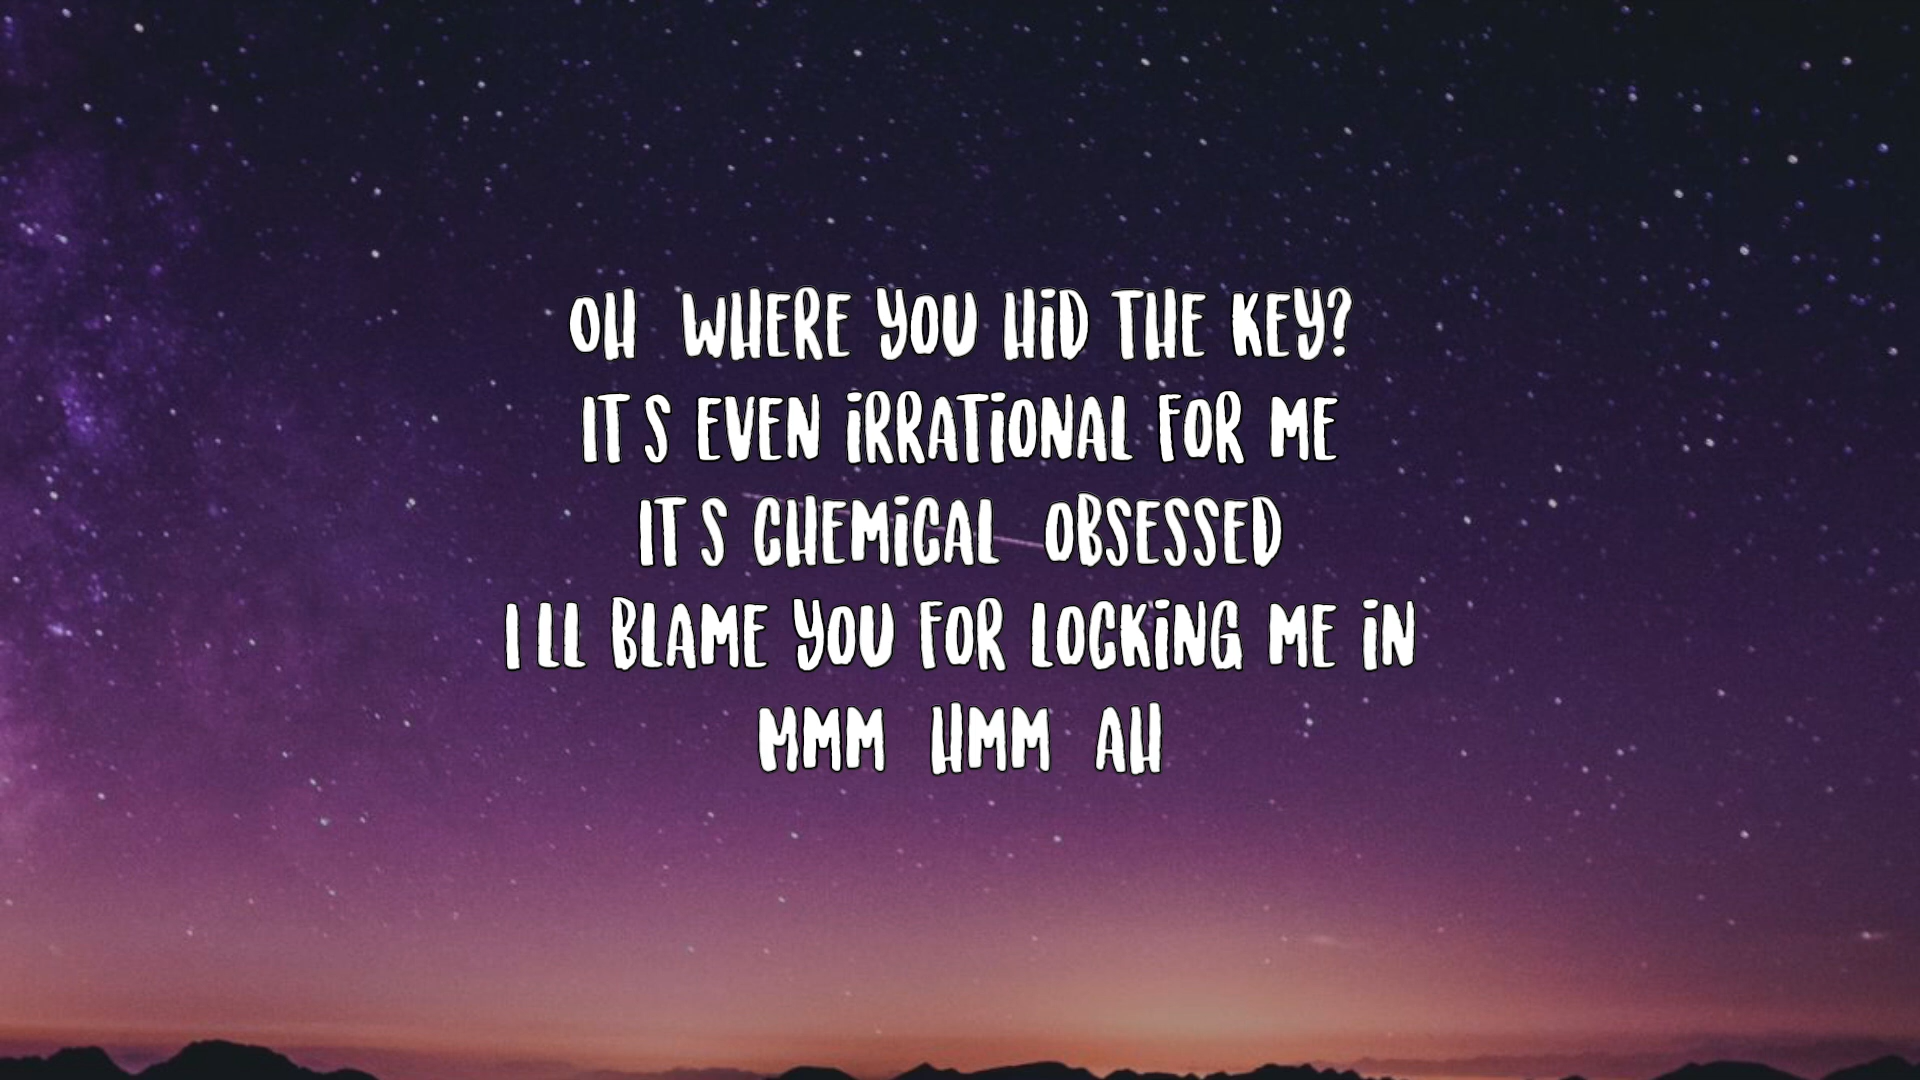 OH  WHERE YOU HID THE KEY?
IT S EVEN IRRATIONAL FOR ME
IT S CHEMICAL  OBSESSED
I LL BLAME YOU FOR LOCKING ME IN
MMM  HMM  AH